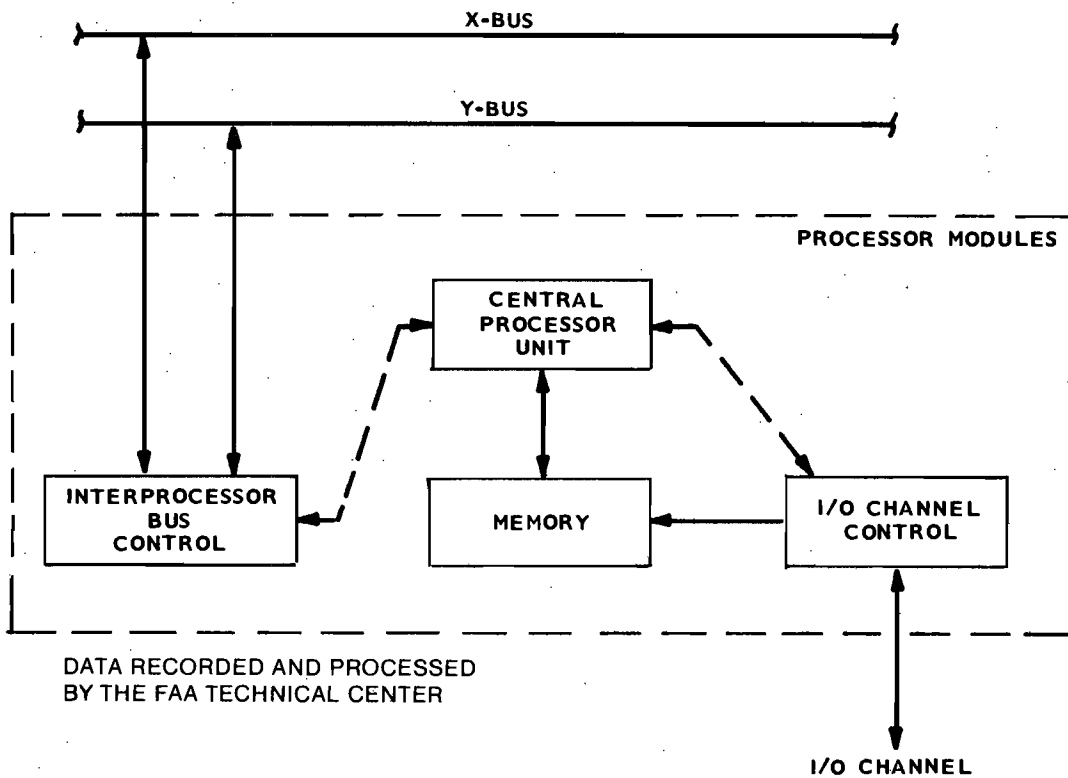 X-BUS
Y-BUS
PROCESSOR MODULES
CENTRAL
PROCESSOR
UNIT
INTERPROCESSOR
BUS
CONTROL
MEMORY
I/O CHANNEL
CONTROL
DATA RECORDED AND PROCESSED
BY THE FAA TECHNICAL CENTER
I/O CHANNEL